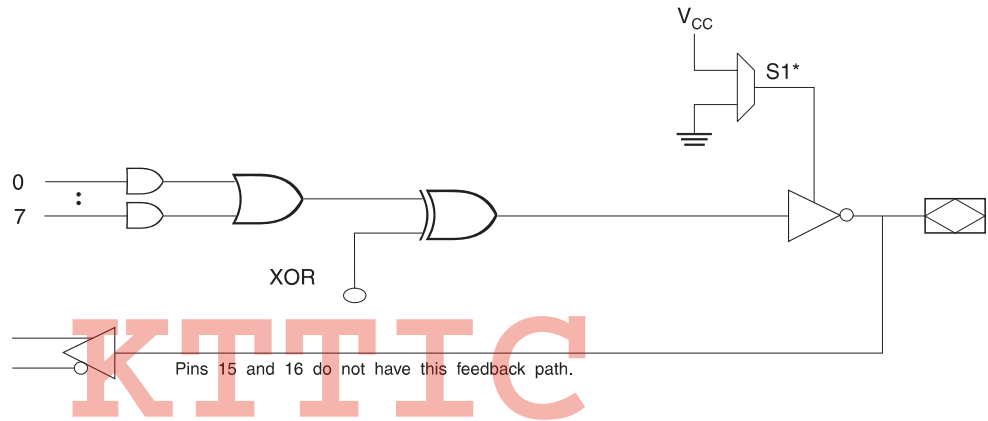 VCC
S1*
0
7
XOR
KTTIC
Pins 15 and 16 do not have this feedback path.